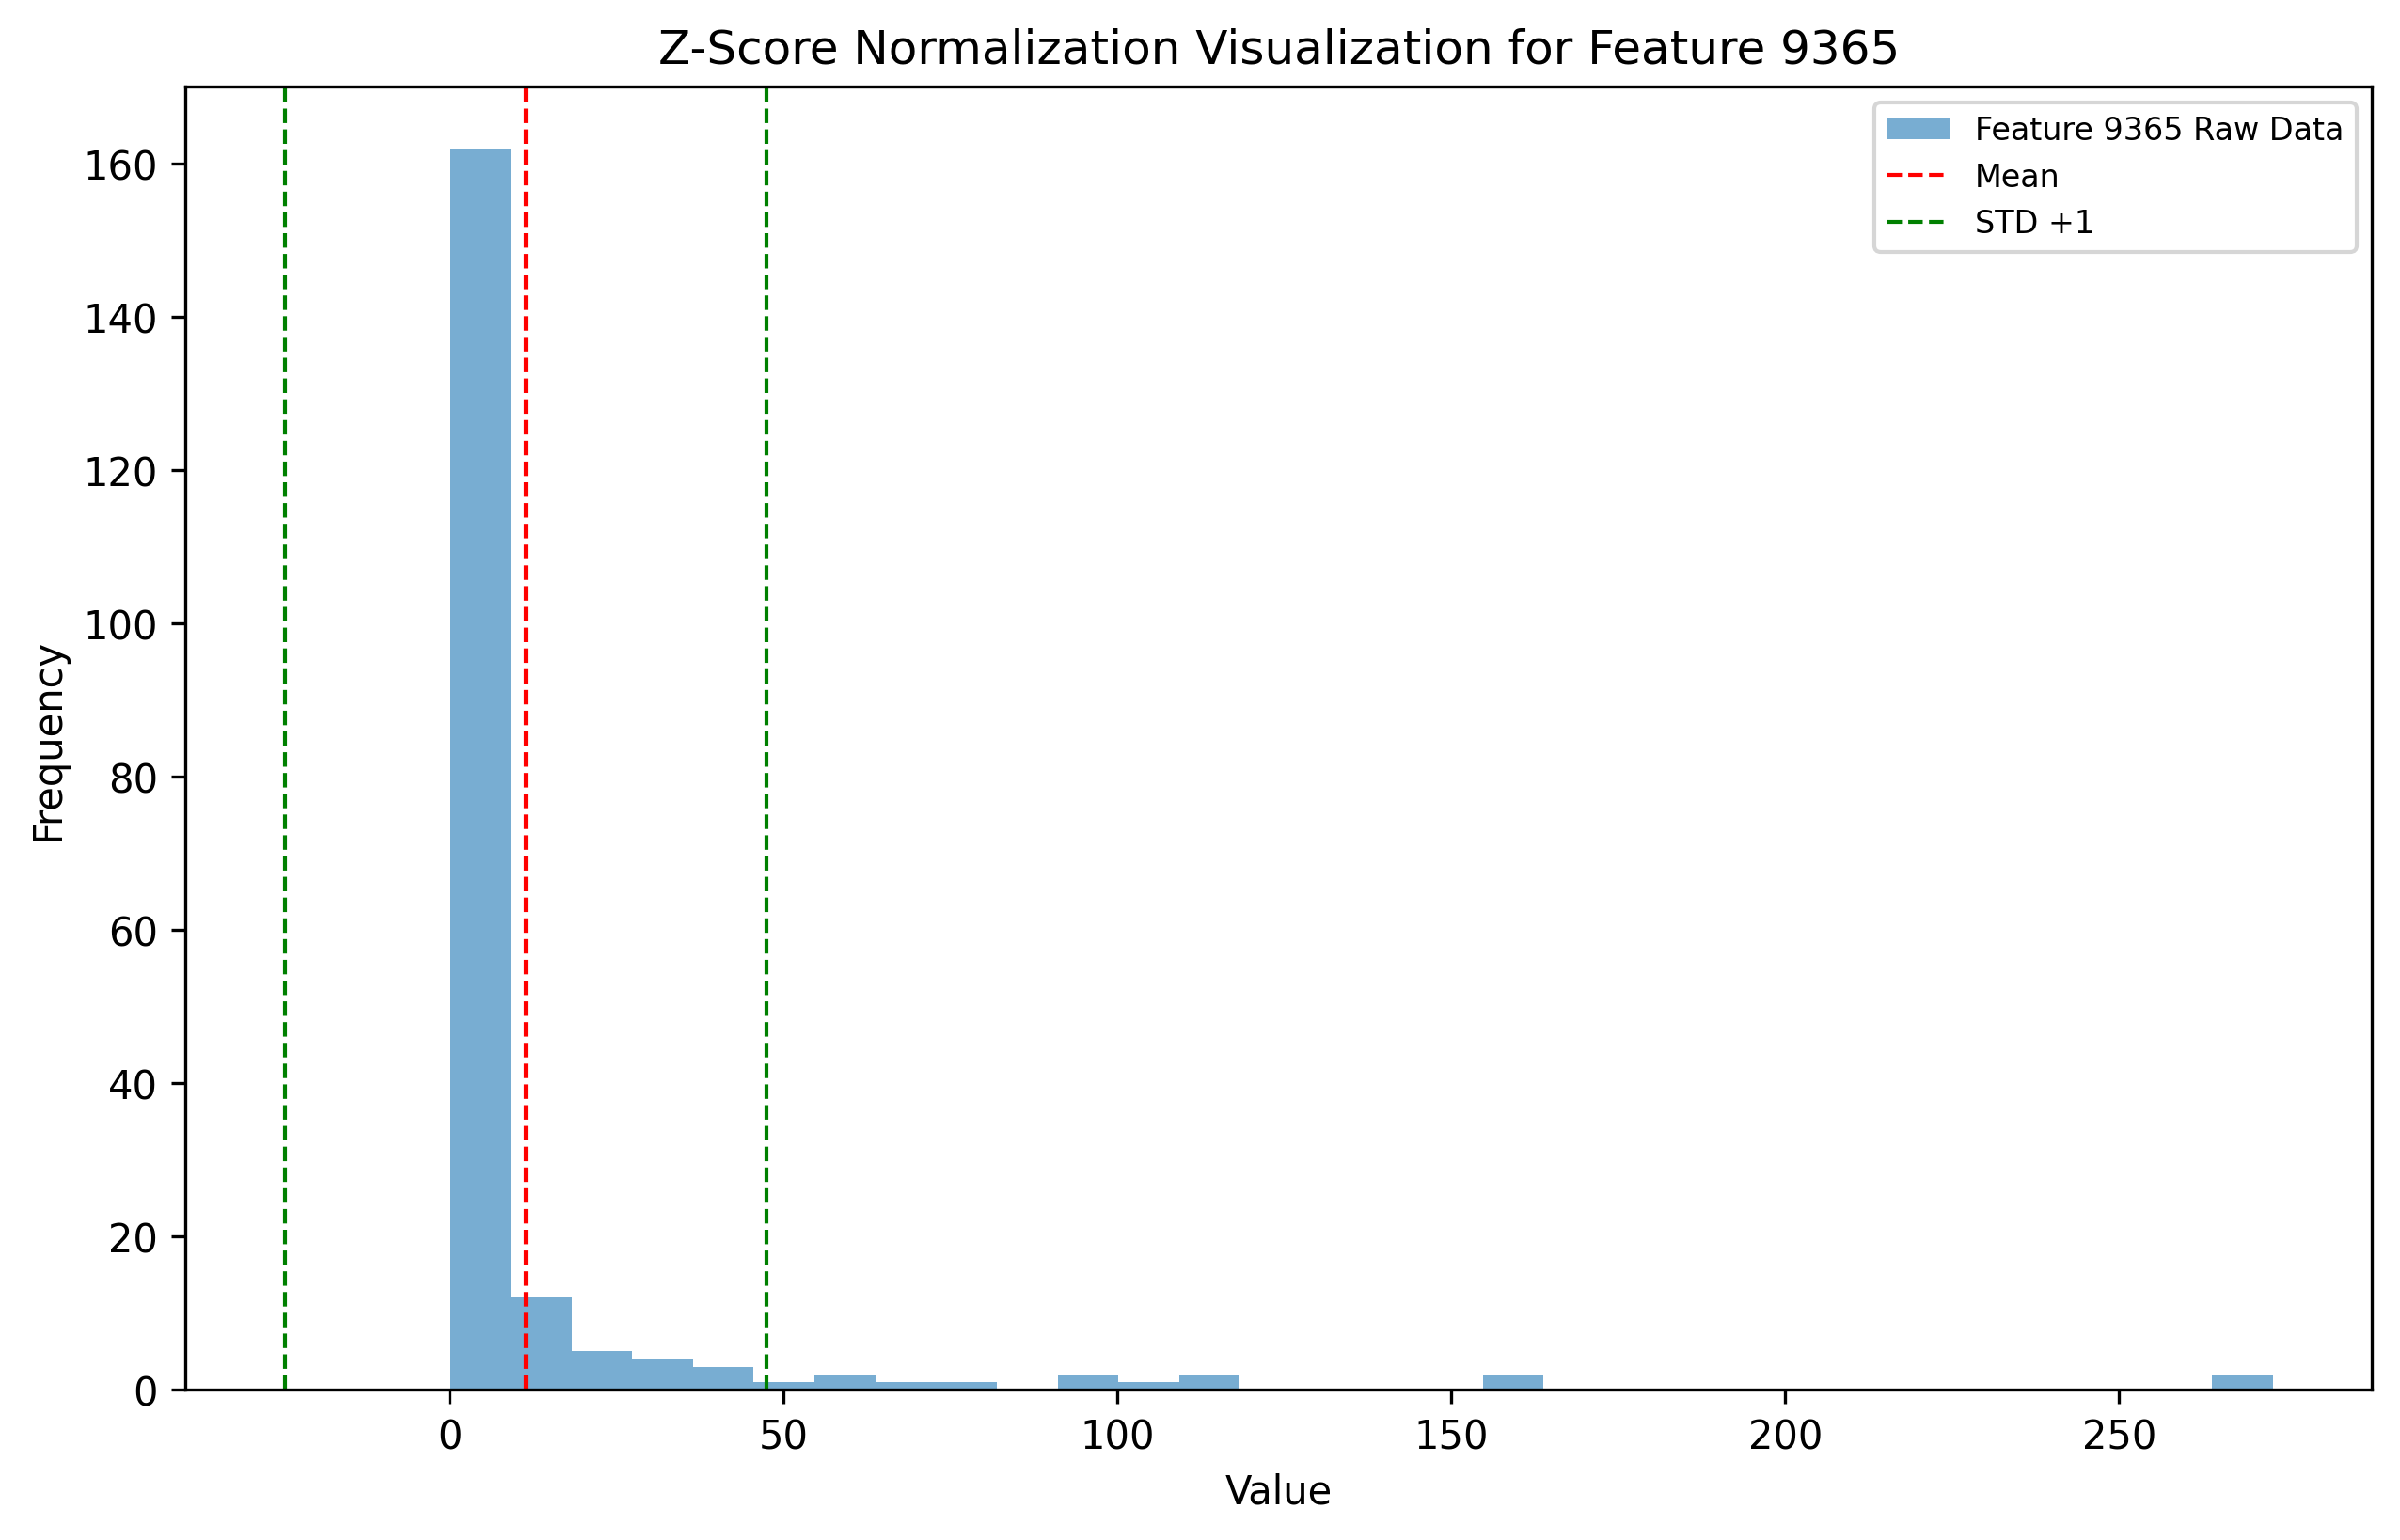 Z-Score Normalization Visualization for Feature 9365
Feature 9365 Raw Data
Mean
STD +1
160
140
120
100
80
60
40
20
0
Frequency
0 50 100 150 200 250
Value